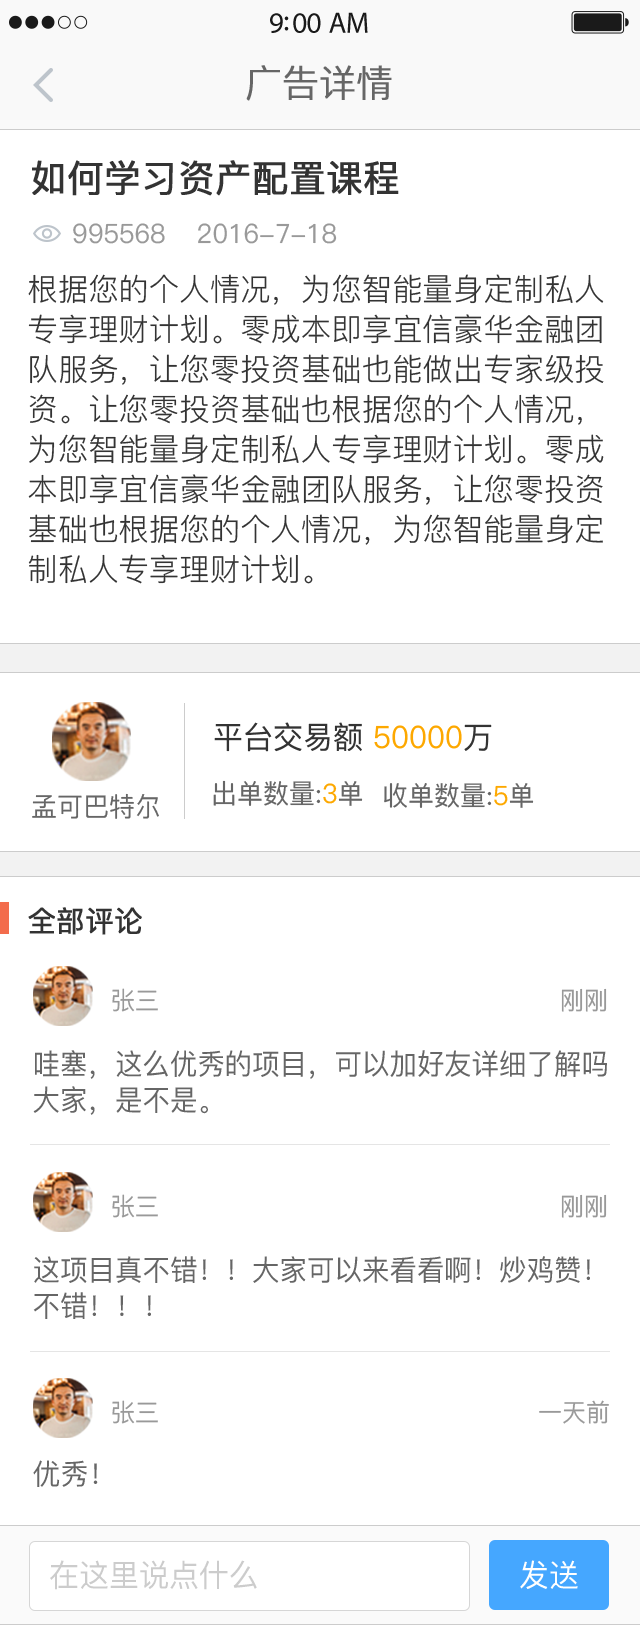 9:00 AM
广告详情
如何学习资产配置课程
995568 2016-7-18
根据您的个人情况，为您智能量身定制私人
专享理财计划。零成本即享宜信豪华金融团
队服务，让您零投资基础也能做出专家级投
资。让您零投资基础也根据您的个人情况，
为您智能量身定制私人专享理财计划。零成
本即享宜信豪华金融团队服务，让您零投资
基础也根据您的个人情况，为您智能量身定
制私人专享理财计划。
平台交易额 50000万
出单数量:3单 收单数量:5单
孟可巴特尔
全部评论
张三 刚刚
哇塞，这么优秀的项目，可以加好友详细了解吗
大家，是不是。
张三 刚刚
这项目真不错！！大家可以来看看啊！炒鸡赞！
不错！！！
张三 一天前
优秀！
在这里说点什么 发送